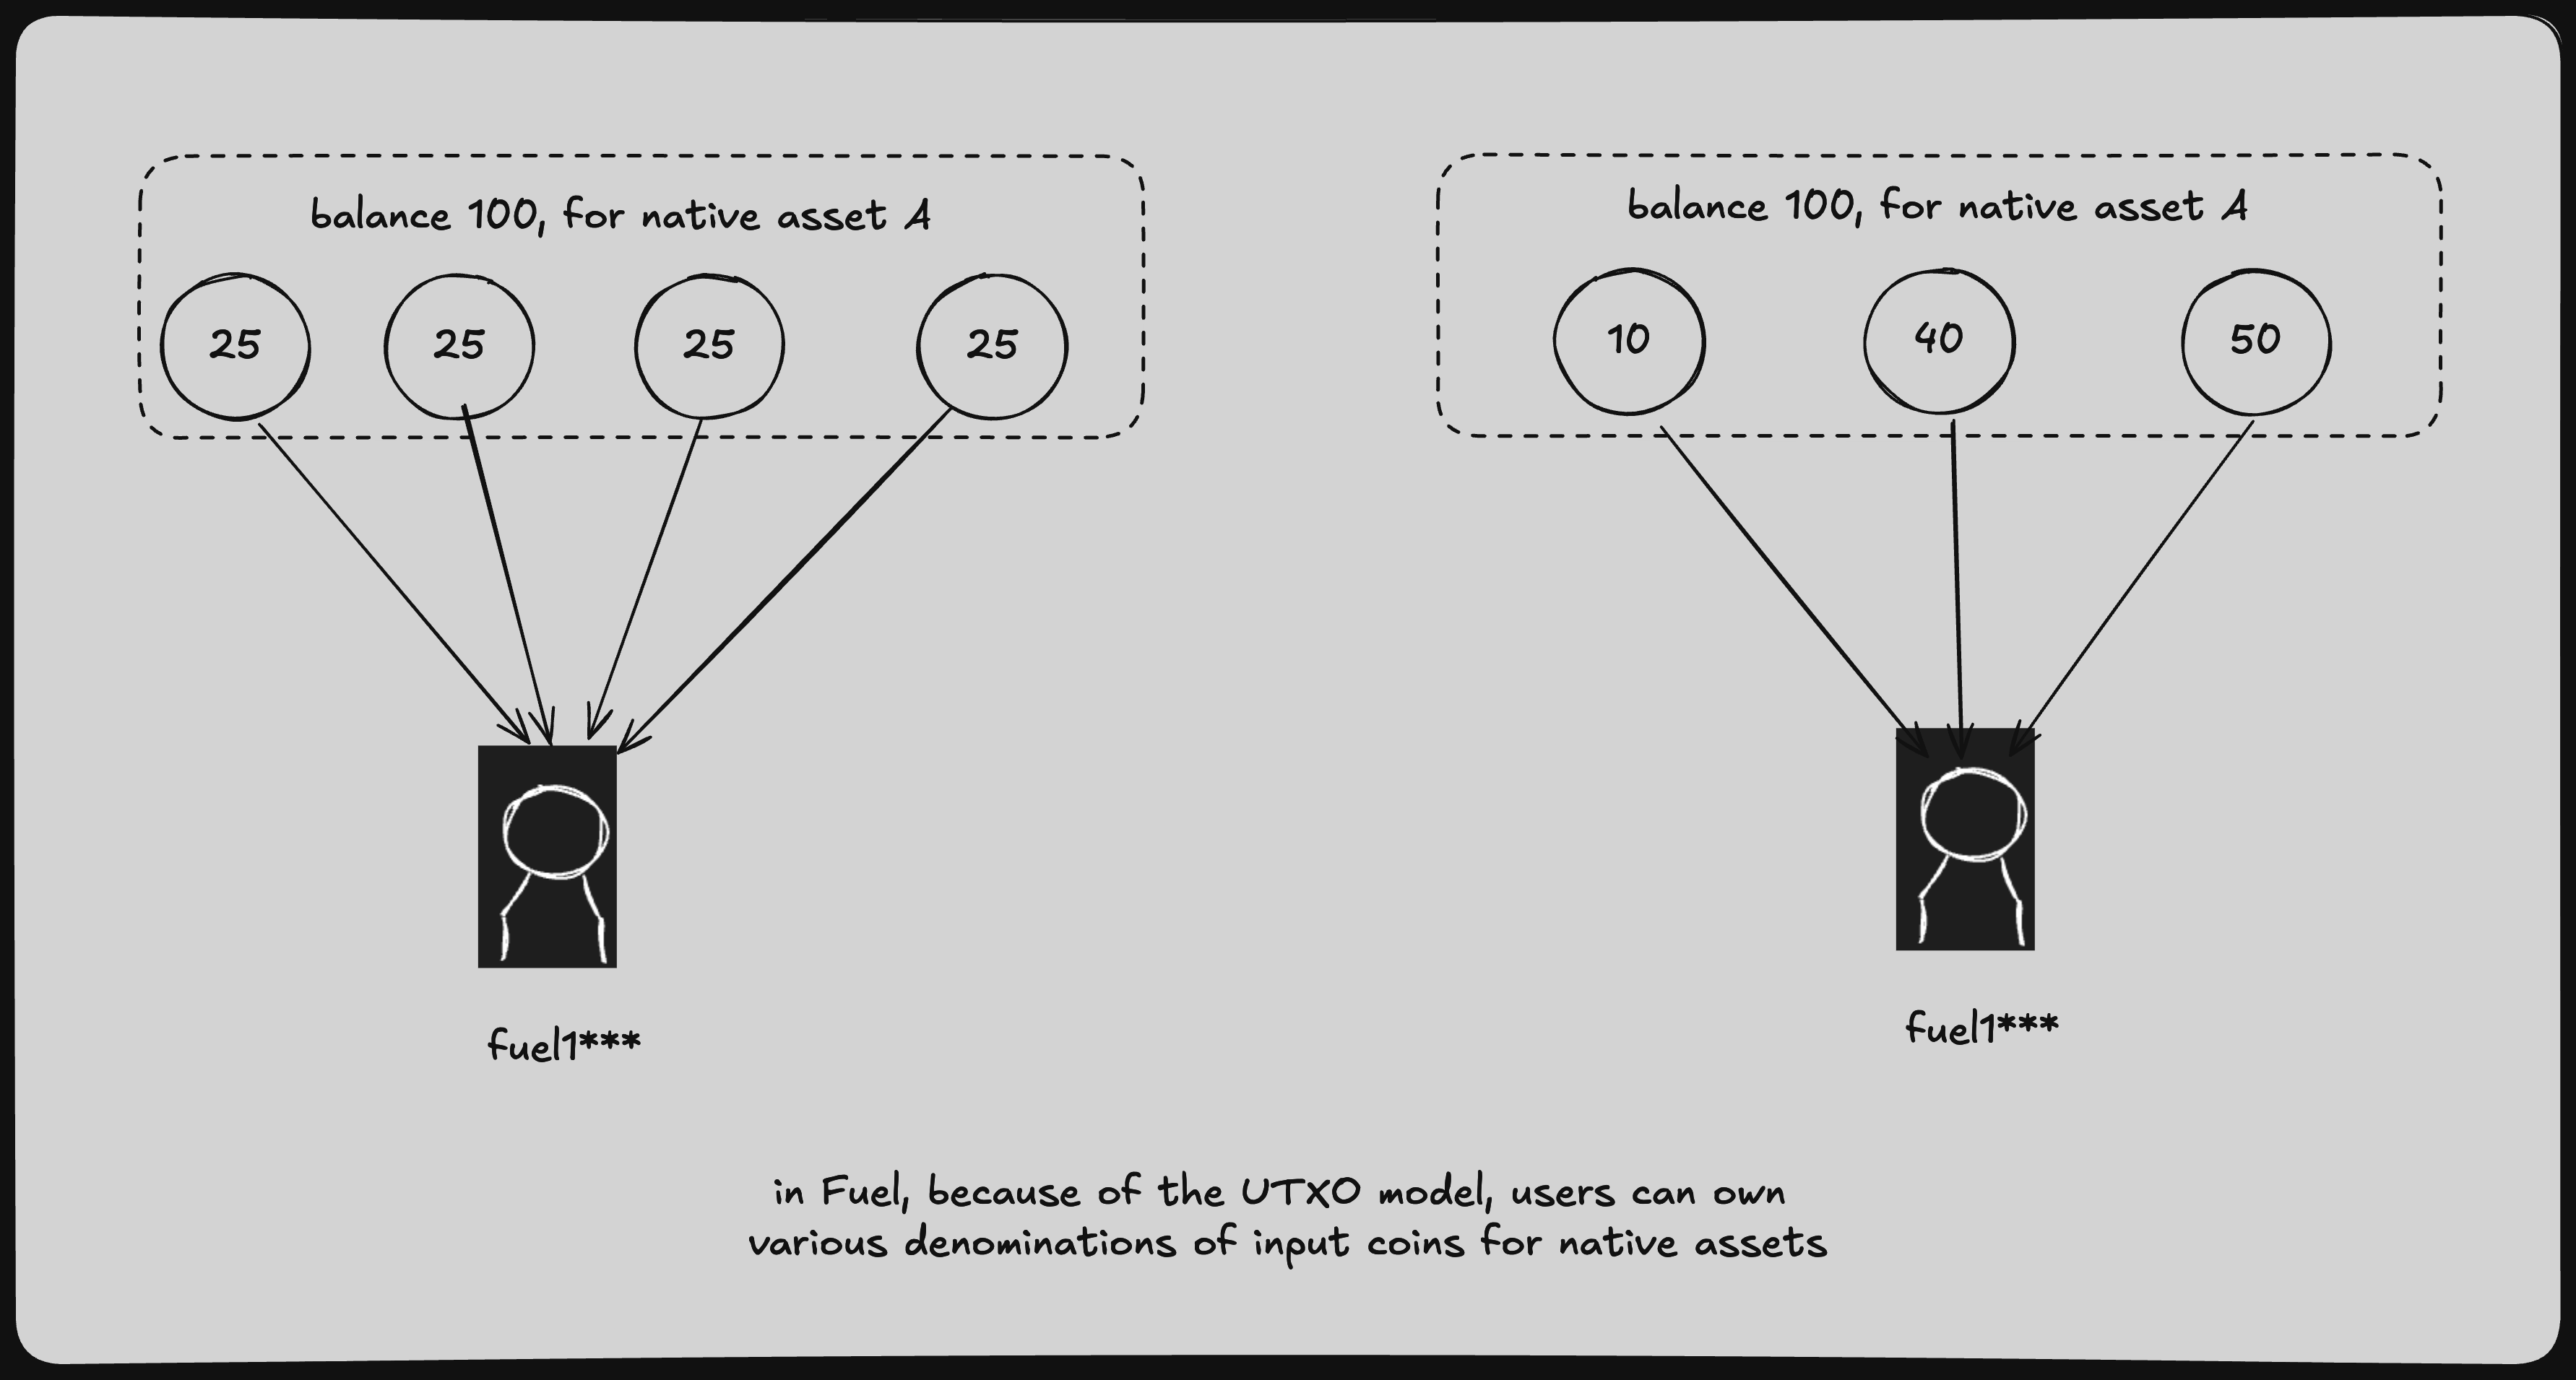 balance 100, for native asset A
25 25 25 25
fuel1***
balance 100, for native asset A
10 40 50
fuel1***
in Fuel, because of the UTXO model, users can own
various denominations of input coins for native assets